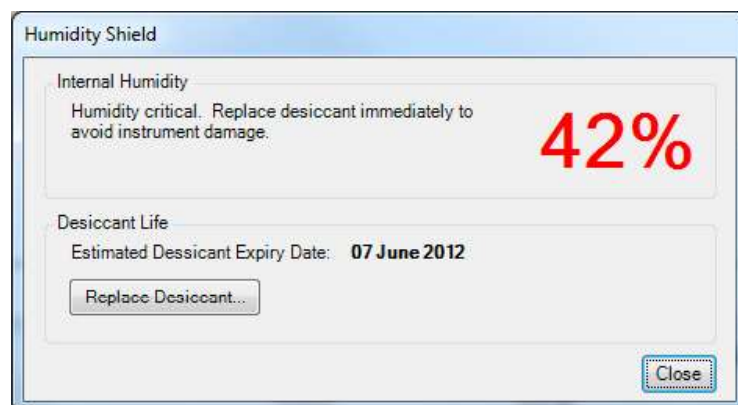 Humidity Shield
Internal Humidity
Humidity critical. Replace desiccant immediately to
avoid instrument damage.
42%
Desiccant Life
Estimated Dessicant Expiry Date: 07 June 2012
Replace Desiccant...
Close